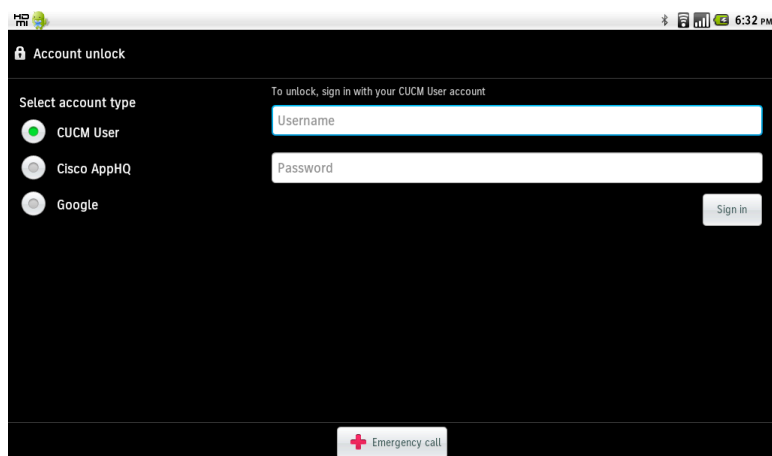 HDMI
6:32 PM
Account unlock
Select account type
CUCM User
Cisco AppHQ
Google
To unlock, sign in with your CUCM User account
Username
Password
Sign in
Emergency call